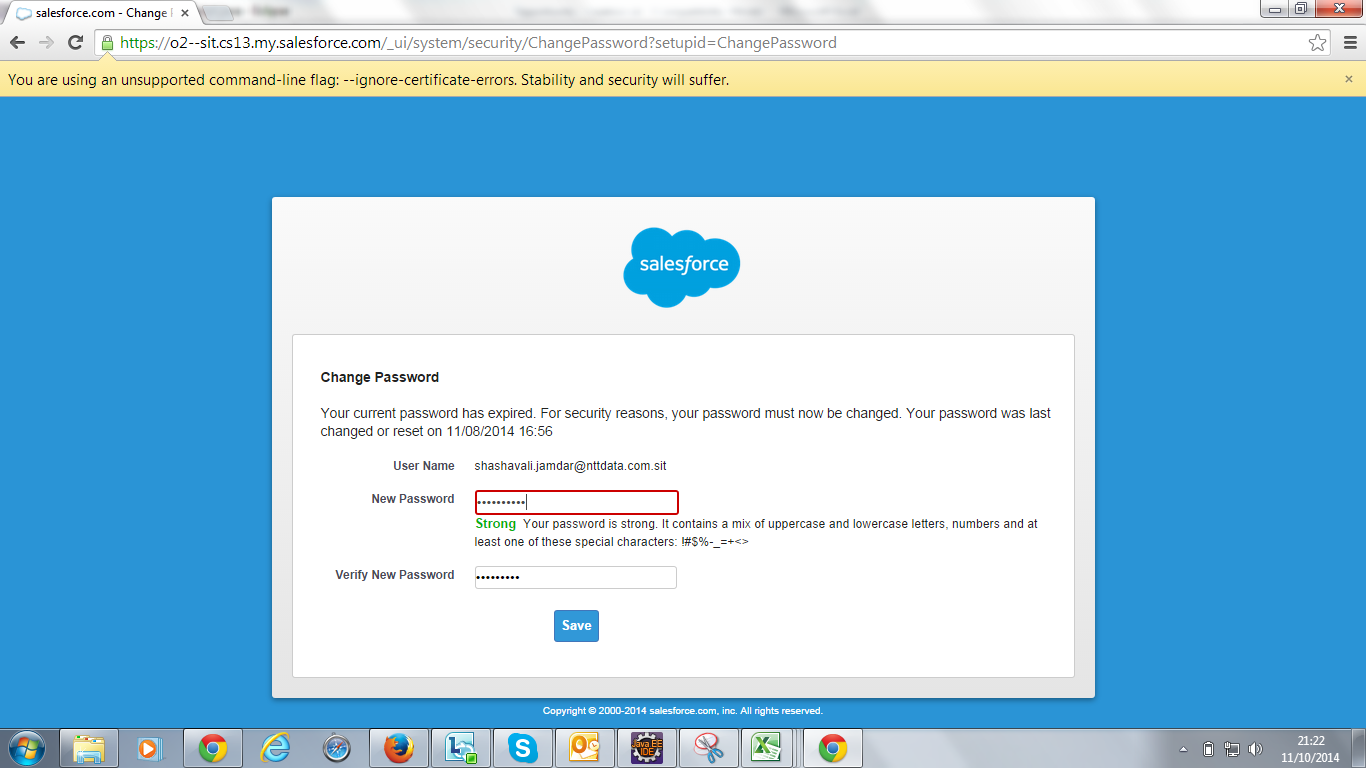 salesforce.com - Change
https://o2--sit.cs13.my.salesforce.com/_ui/system/security/ChangePassword?setupid=ChangePassword
You are using an unsupported command-line flag: --ignore-certificate-errors. Stability and security will suffer.
salesforce
Change Password
Your current password has expired. For security reasons, your password must now be changed. Your password was last
changed or reset on 11/08/2014 16:56
User Name shashavali.jamdar@nttdata.com.sit
New Password ••••••••••
Strong Your password is strong. It contains a mix of uppercase and lowercase letters, numbers and at
least one of these special characters: !#$%-_=+<>
Verify New Password •••••••••
Save
Copyright © 2000-2014 salesforce.com, inc. All rights reserved.
Java EE
IDE
21:22
11/10/2014